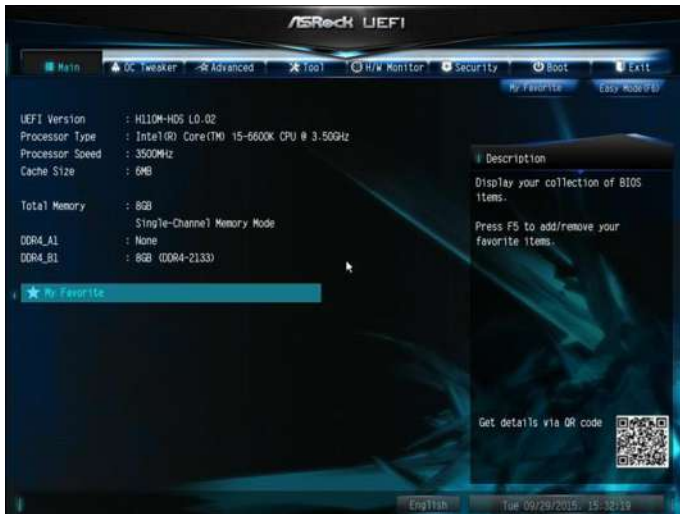 ASRock UEFI
Main
OC Tweaker
Advanced
Tool
H/W Monitor
Security
Boot
Exit
My Favorite
Easy Mode(F6)
UEFI Version : H110M-HDS L0.02
Processor Type : Intel(R) Core(TM) i5-6600K CPU @ 3.50GHz
Processor Speed : 3500MHz
Cache Size : 6MB
Total Memory : 8GB
Single-Channel Memory Mode
DDR4_A1 : None
DDR4_B1 : 8GB (DDR4-2133)
My Favorite
Description
Display your collection of BIOS
items.
Press F5 to add/remove your
favorite items.
Get details via QR code
English
Tue 09/29/2015, 15:32:19